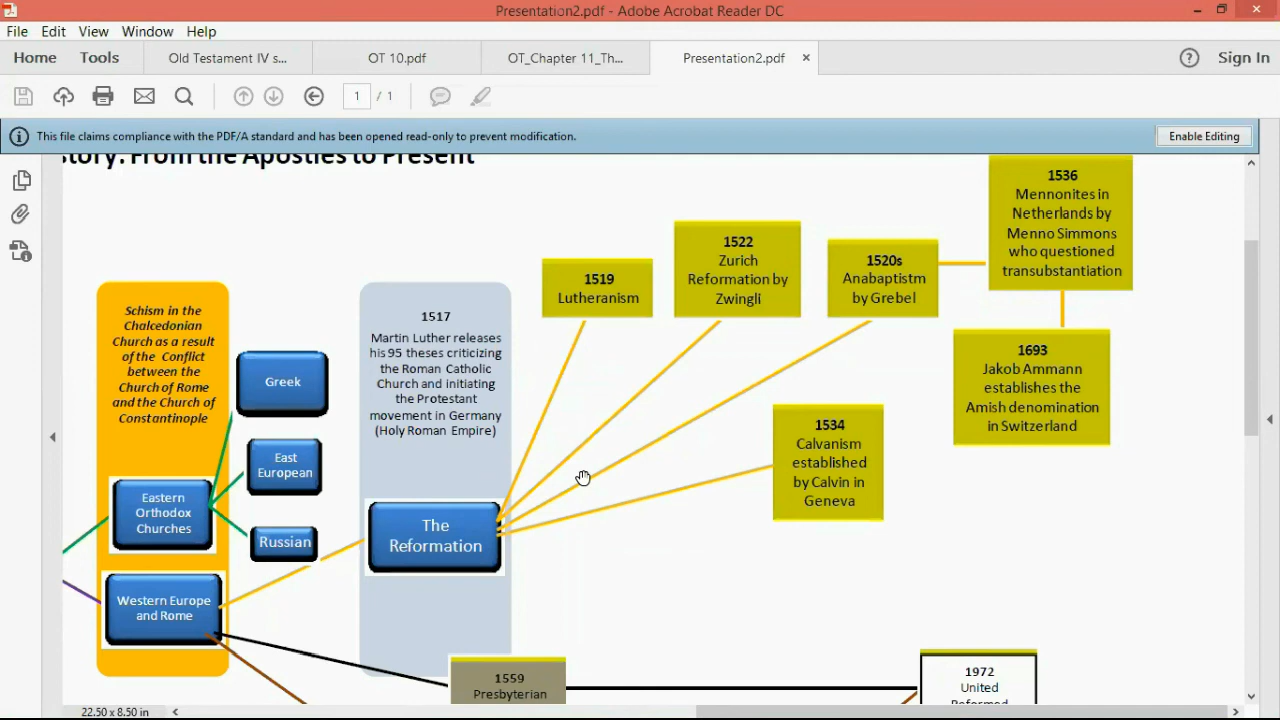 Presentation2.pdf - Adobe Acrobat Reader DC
File Edit View Window Help
Home Tools Old Testament IV s... OT 10.pdf OT_Chapter 11_Th... Presentation2.pdf × ? Sign In
1 / 1
This file claims compliance with the PDF/A standard and has been opened read-only to prevent modification. Enable Editing
story: From the Apostles to Present
Schism in the
Chalcedonian
Church as a result
of the Conflict
between the
Church of Rome
and the Church of
Constantinople
Eastern
Orthodox
Churches
Western Europe
and Rome
Greek
East
European
Russian
1517
Martin Luther releases
his 95 theses criticizing
the Roman Catholic
Church and initiating
the Protestant
movement in Germany
(Holy Roman Empire)
The
Reformation
1519
Lutheranism
1522
Zurich
Reformation by
Zwingli
1520s
Anabaptistm
by Grebel
1536
Mennonites in
Netherlands by
Menno Simmons
who questioned
transubstantiation
1693
Jakob Ammann
establishes the
Amish denomination
in Switzerland
1534
Calvanism
established
by Calvin in
Geneva
1559
Presbyterian
1972
United
Reformed
22.50 x 8.50 in